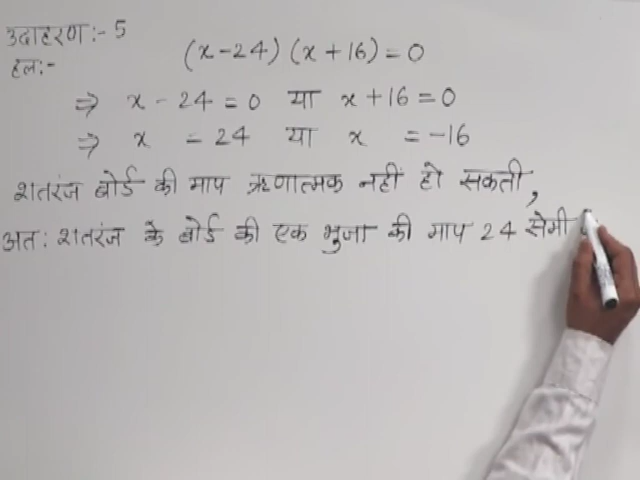 उदाहरण:- 5
हल:-
(x-24) (x+16) = 0
⇒ x - 24 = 0 या x + 16 = 0
⇒ x = 24 या x = -16
शतरंज बोर्ड की माप ऋणात्मक नहीं हो सकती,
अत: शतरंज के बोर्ड की एक भुजा की माप 24 सेमी